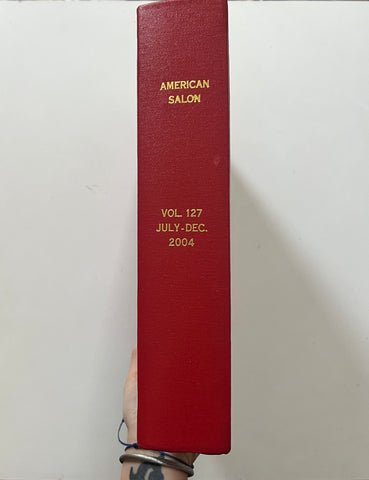 AMERICAN
SALON
VOL. 127
JULY-DEC.
2004